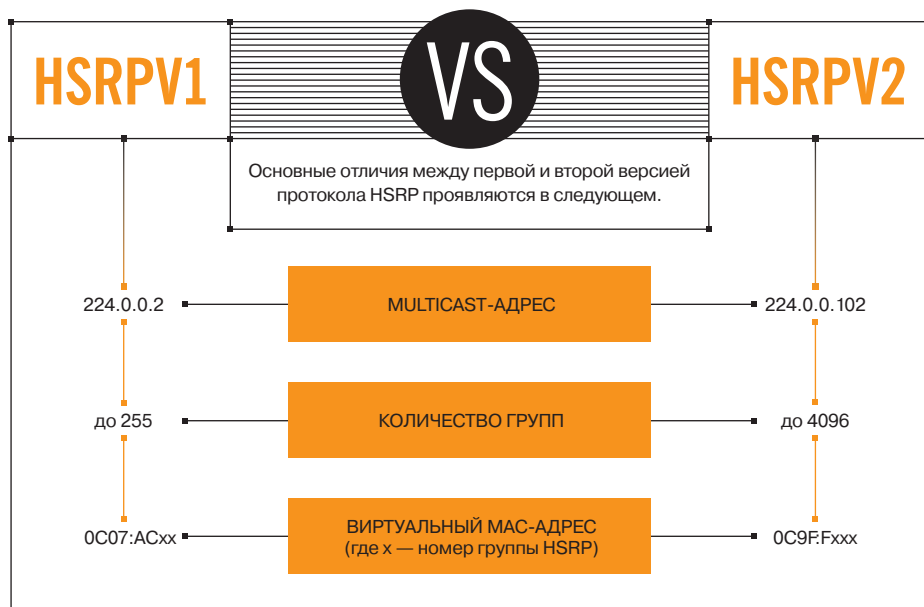 HSRPV1
VS
HSRPV2
Основные отличия между первой и второй версией
протокола HSRP проявляются в следующем.
224.0.0.2
MULTICAST-АДРЕС
224.0.0.102
до 255
КОЛИЧЕСТВО ГРУПП
до 4096
0C07:ACxx
ВИРТУАЛЬНЫЙ MAC-АДРЕС
(где x — номер группы HSRP)
0C9F:Fxxx